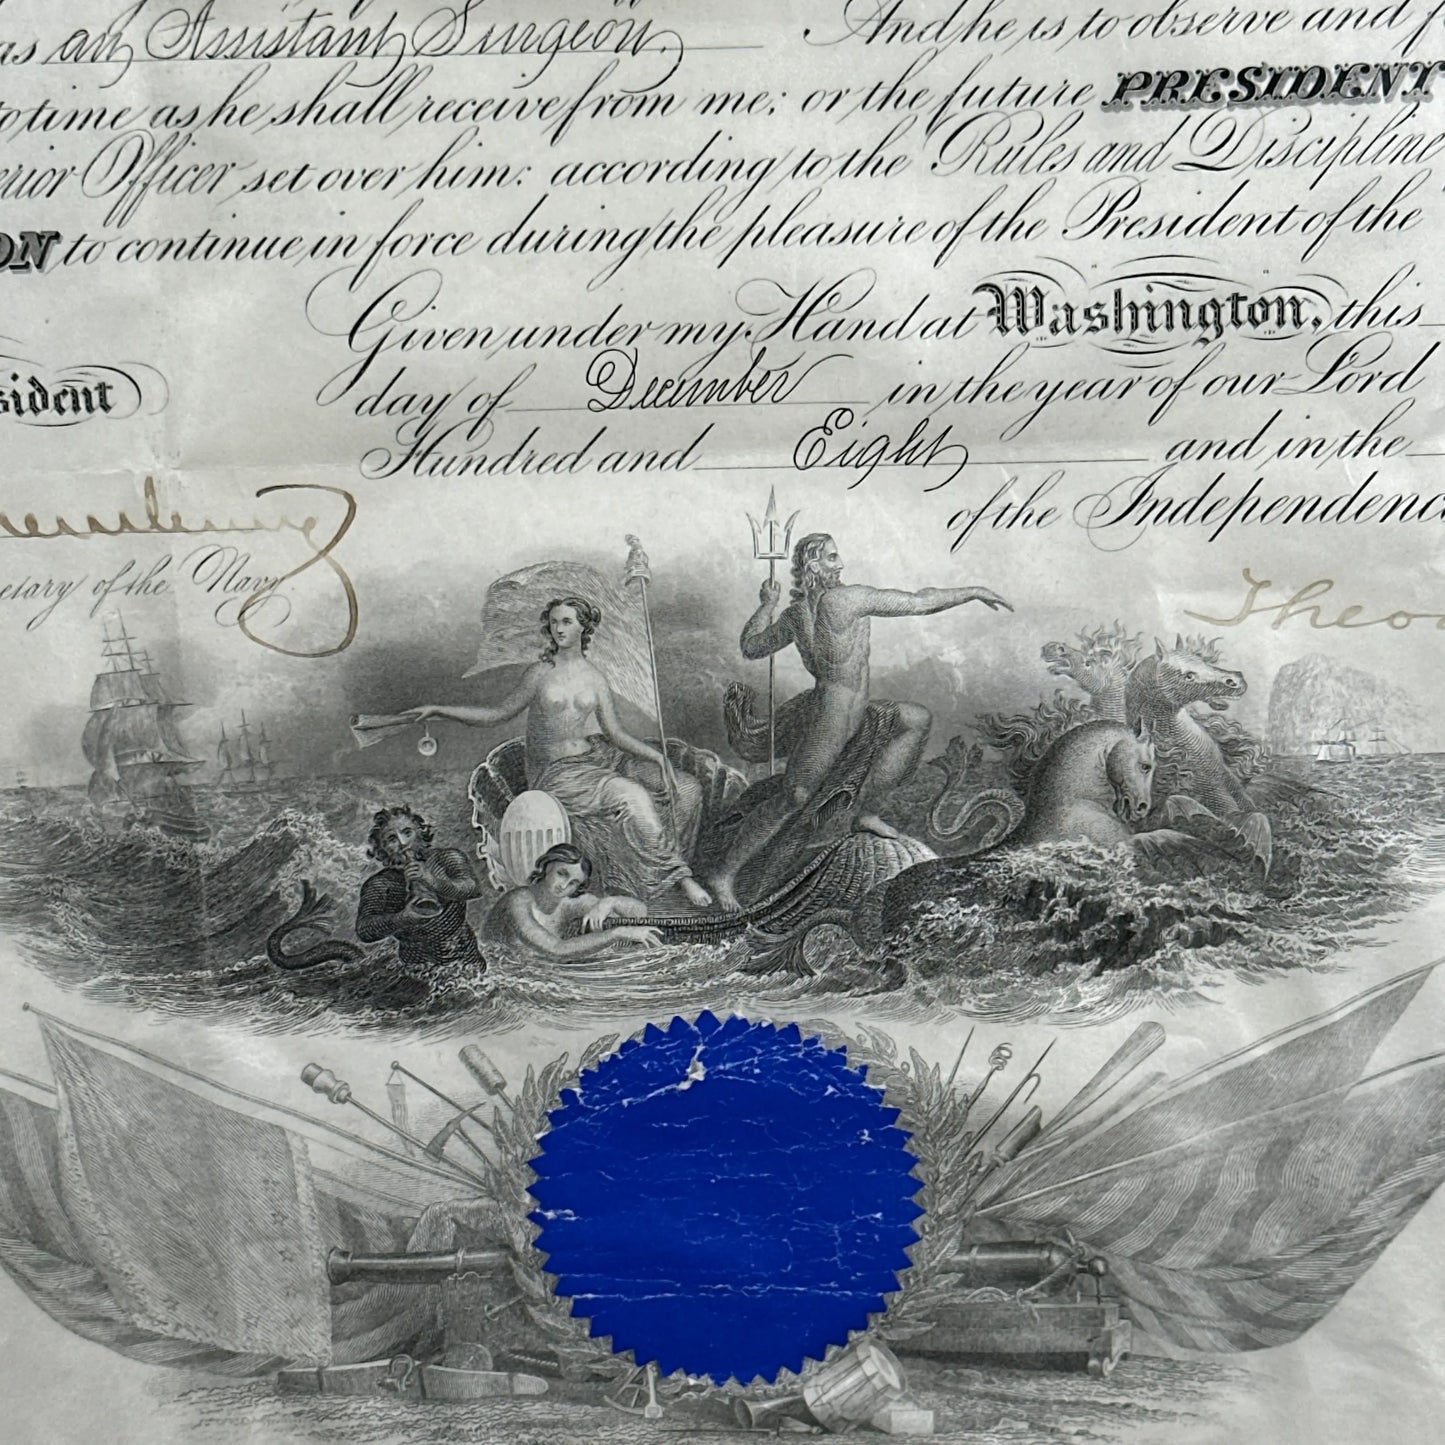 as an Assistant Surgeon. And he is to observe and f
to time as he shall receive from me; or the future PRESIDENT
erior Officer set over him: according to the Rules and Discipline
ON to continue in force during the pleasure of the President of the
Given under my Hand at Washington, this
sident
day of December in the year of our Lord
Hundred and Eight and in the
of the Independence
etary of the Navy.
Theo